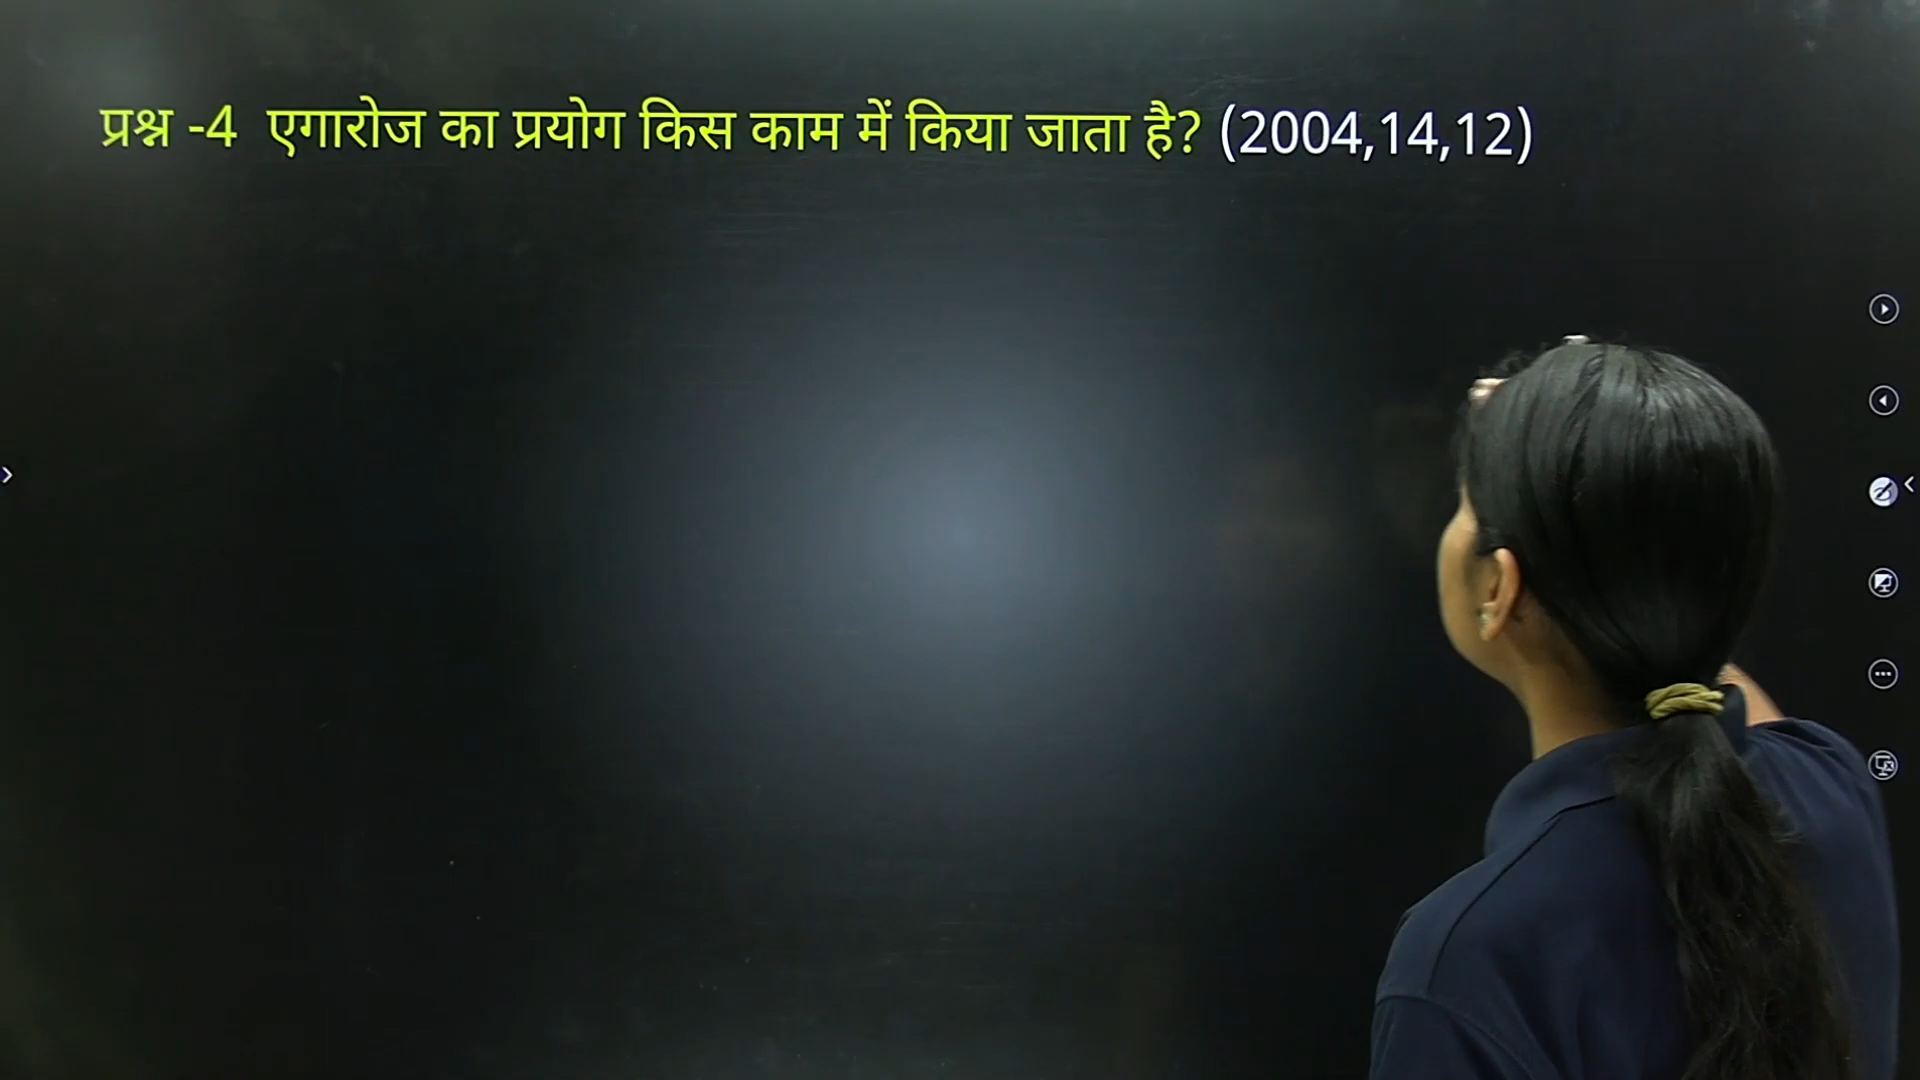 प्रश्न -4 एगारोज का प्रयोग किस काम में किया जाता है? (2004,14,12)